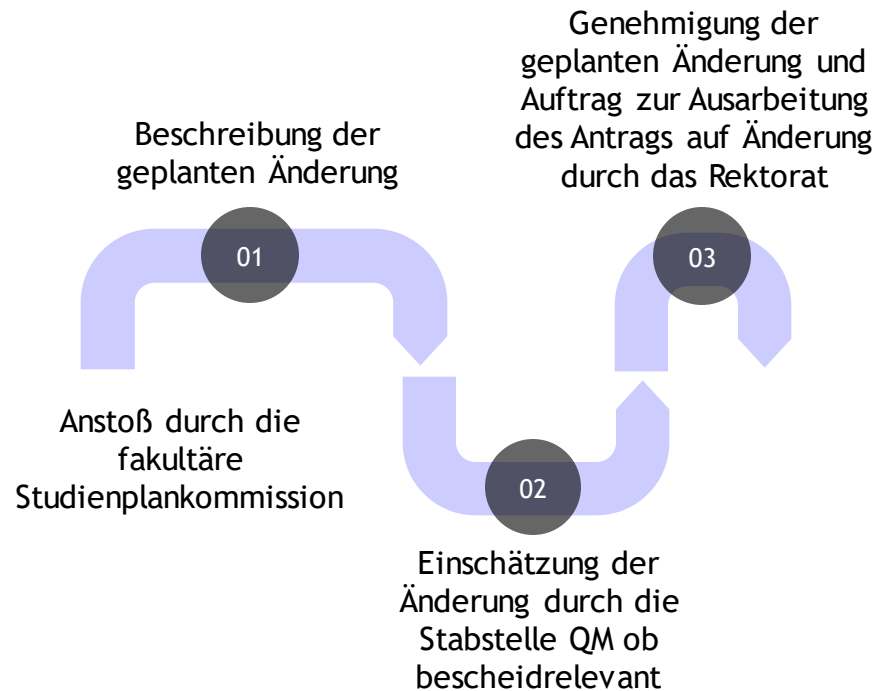 Beschreibung der
geplanten Änderung
01
Anstoß durch die
fakultäre
Studienplankommission
02
Einschätzung der
Änderung durch die
Stabstelle QM ob
bescheidrelevant
Genehmigung der
geplanten Änderung und
Auftrag zur Ausarbeitung
des Antrags auf Änderung
durch das Rektorat
03